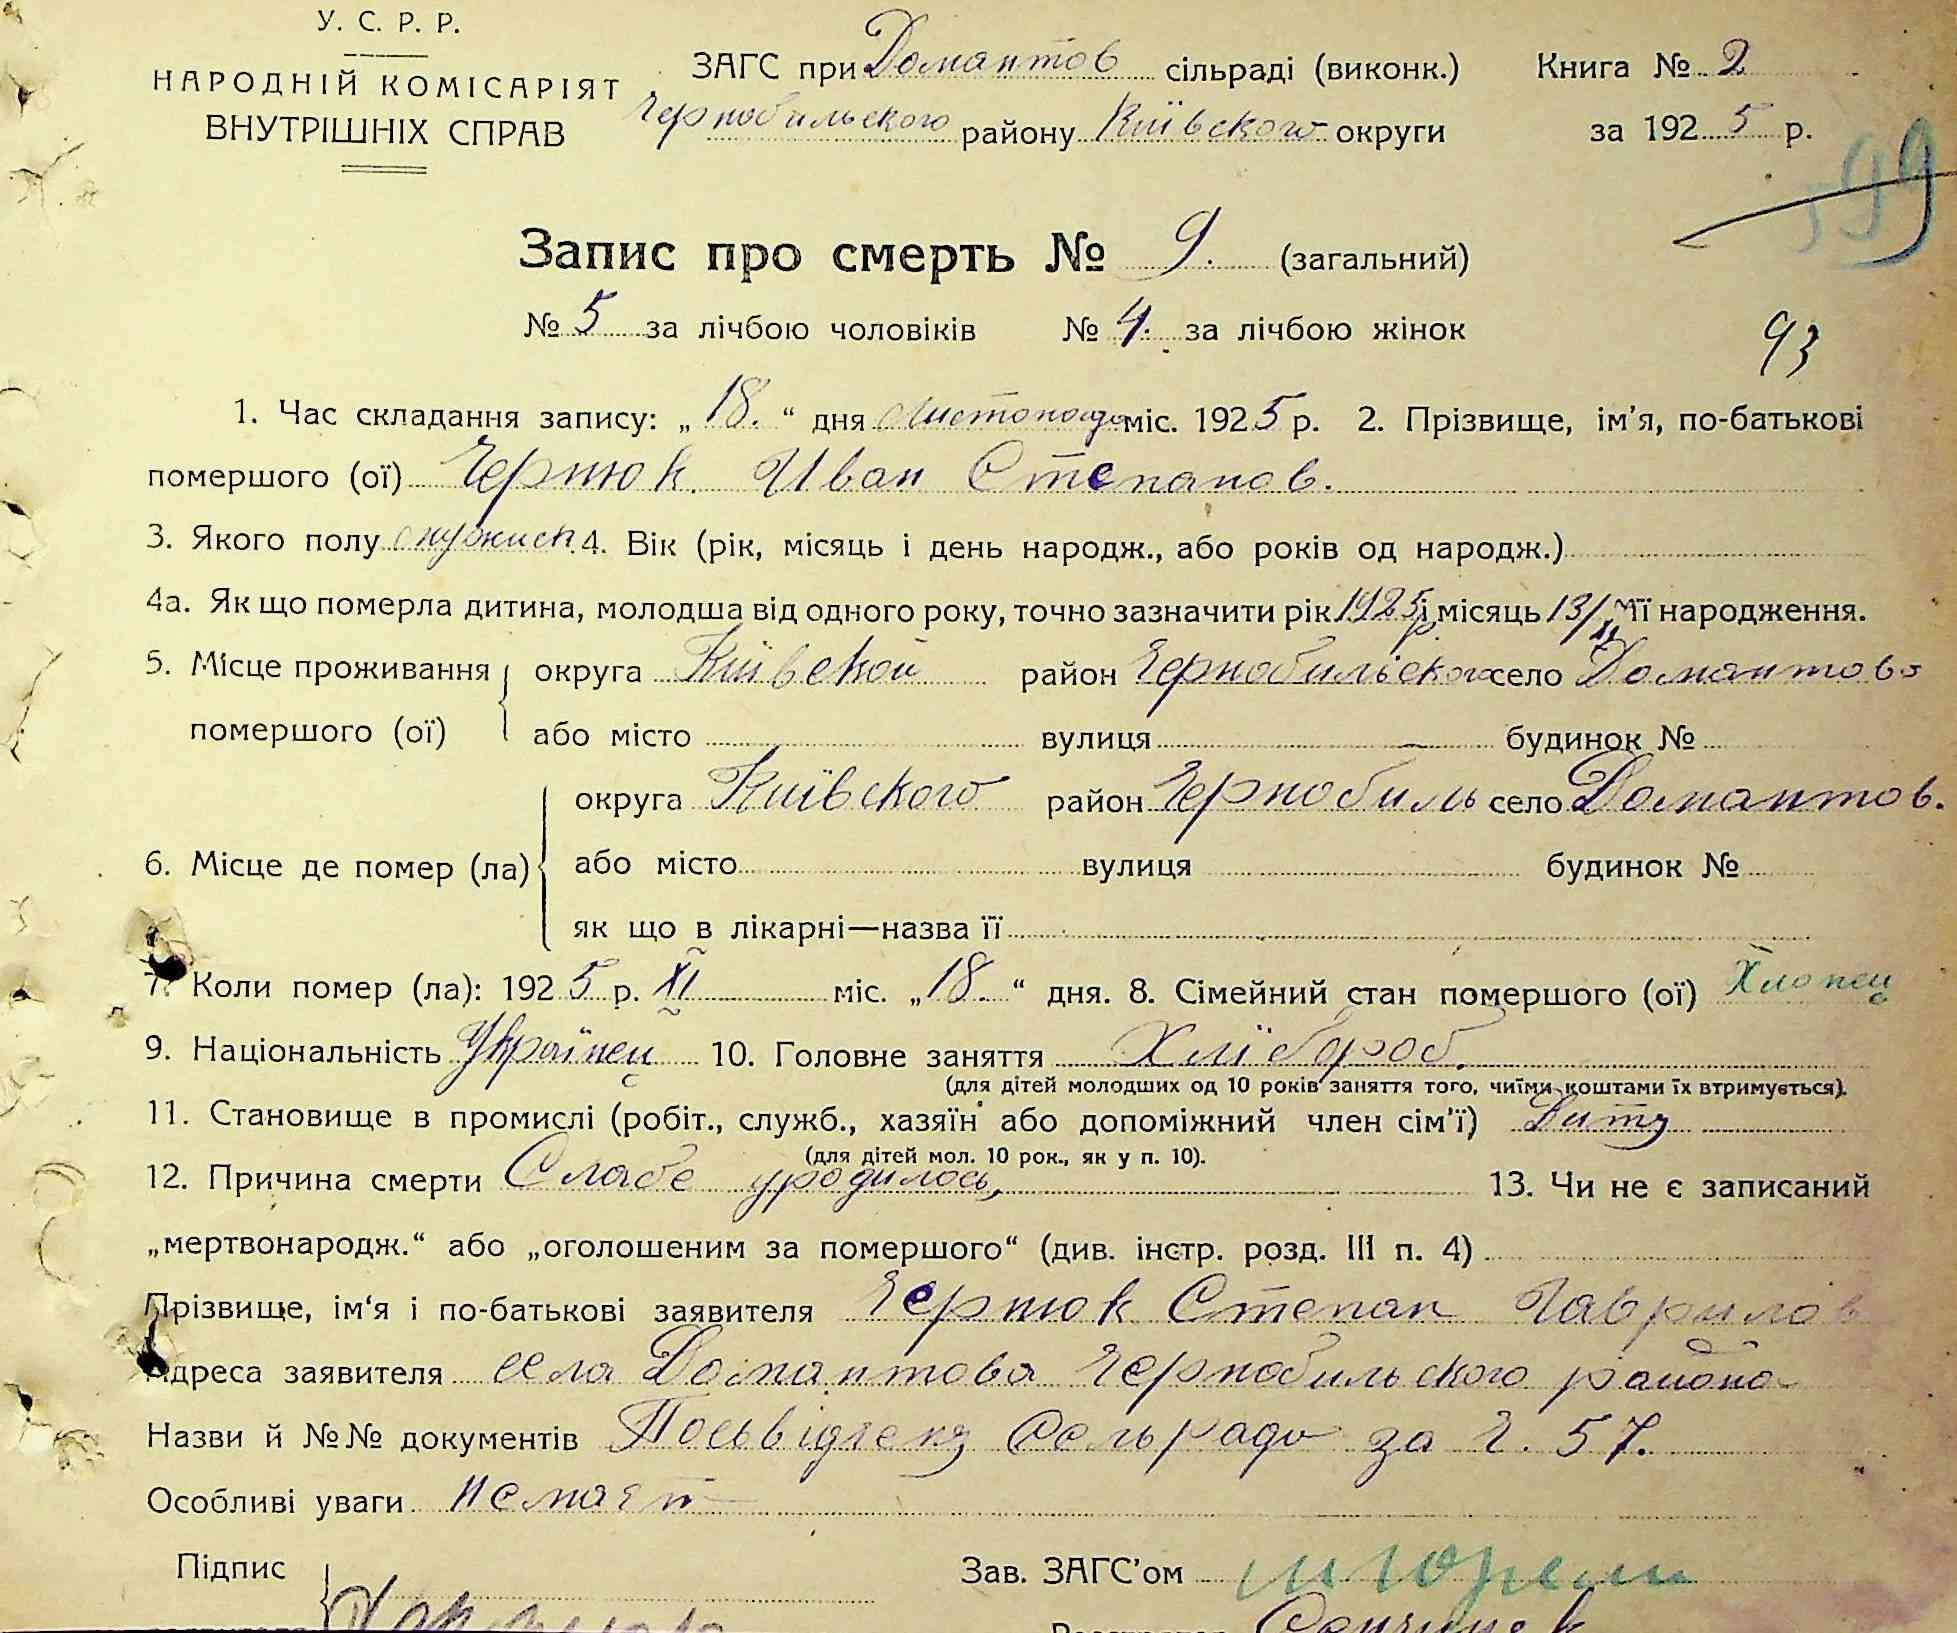 У. С. Р. Р.
НАРОДНІЙ КОМІСАРІЯТ
ВНУТРІШНІХ СПРАВ
ЗАГС при Домантов сільраді (виконк.) Книга № 2
Чернобильского району Київского округи за 1925 р.
599
Запис про смерть № 9. (загальний)
№ 5 за лічбою чоловіків № 4. за лічбою жінок
93
1. Час складання запису: „18.“ дня листопада міс. 1925 р. 2. Прізвище, ім'я, по-батькові
помершого (ої) Чернюк Иван Степанов.
3. Якого полу мужиск. 4. Вік (рік, місяць і день народж., або років од народж.)
4а. Як що померла дитина, молодша від одного року, точно зазначити рік 1925 р. і місяць 13/XI її народження.
5. Місце проживання округа Київской район Чернобильского село Домантово
помершого (ої) або місто вулиця будинок №
округа Київского район Чернобиль село Домантов.
6. Місце де помер (ла) або місто вулиця будинок №
як що в лікарні—назва її
7. Коли помер (ла): 1925 р. XI міс. „18.“ дня. 8. Сімейний стан помершого (ої) Хлопец
9. Національність Українец 10. Головне заняття Хлібороб.
(для дітей молодших од 10 років заняття того, чиїми коштами їх втримується).
11. Становище в промислі (робіт., служб., хазяїн або допоміжний член сім'ї) Диту
(для дітей мол. 10 рок., як у п. 10).
12. Причина смерти Слабе уродилось, 13. Чи не є записаний
„мертвонародж.“ або „оголошеним за помершого“ (див. інстр. розд. III п. 4)
Прізвище, ім'я і по-батькові заявителя Чернюк Степан Гаврилов
Адреса заявителя села Домантова Чернобильского района
Назви й №№ документів Посьвідчену Сельради за ч. 57.
Особливі уваги немает
Підпис Зав. ЗАГС'ом